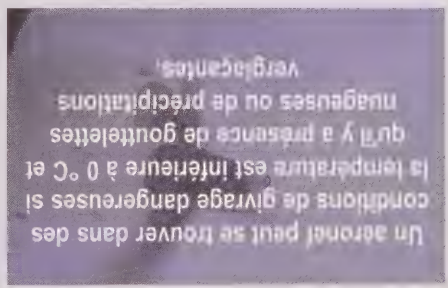 Un aéronef peut se trouver dans des
conditions de givrage dangereuses si
la température est inférieure à 0 °C et
qu'il y a présence de gouttelettes
nuageuses ou de précipitations
verglaçantes.